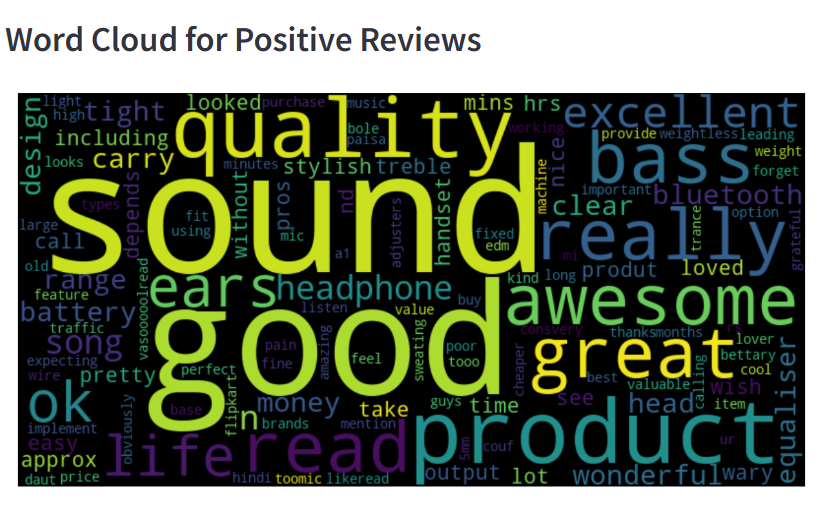 Word Cloud for Positive Reviews
light
high
tight
looked
purchase
music
mins
hrs
excellent
design
quality
bole
paisa
working
provide
weightless
leading
including
looks
carry
minutes
stylish
treble
bass
weight
forget
nice
machine
important
bluetooth
types
depends
sound
without
pros
nd
adjusters
handset
clear
option
large
call
fit
using
mic
a1
fixed
edm
really
trance
grateful
old
range
feature
vasooooolread
ears
headphone
kind
long
mi
produt
loved
battery
traffic
song
listen
value
buy
awesome
consvery
thanksmonths
rs
lover
bettary
cool
expecting
wire
pretty
perfect
good
pain
fine
amazing
feel
sweating
poor
tooo
cheaper
great
best
valuable
calling
wish
item
ok
implement
easy
approx
daut
price
obviously
base
flipkart
n
brands
money
mention
take
guys
time
see
head
equaliser
life
read
hindi
toomic
likeread
product
5mm
couf
output
lot
wonderful
ur
wary